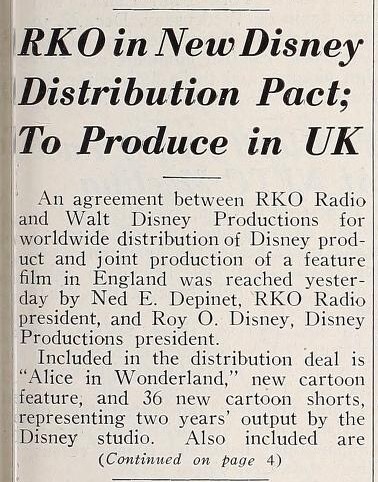 RKO in New Disney
Distribution Pact;
To Produce in UK
An agreement between RKO Radio
and Walt Disney Productions for
worldwide distribution of Disney prod-
uct and joint production of a feature
film in England was reached yester-
day by Ned E. Depinet, RKO Radio
president, and Roy O. Disney, Disney
Productions president.
Included in the distribution deal is
"Alice in Wonderland," new cartoon
feature, and 36 new cartoon shorts,
representing two years' output by the
Disney studio. Also included are
(Continued on page 4)